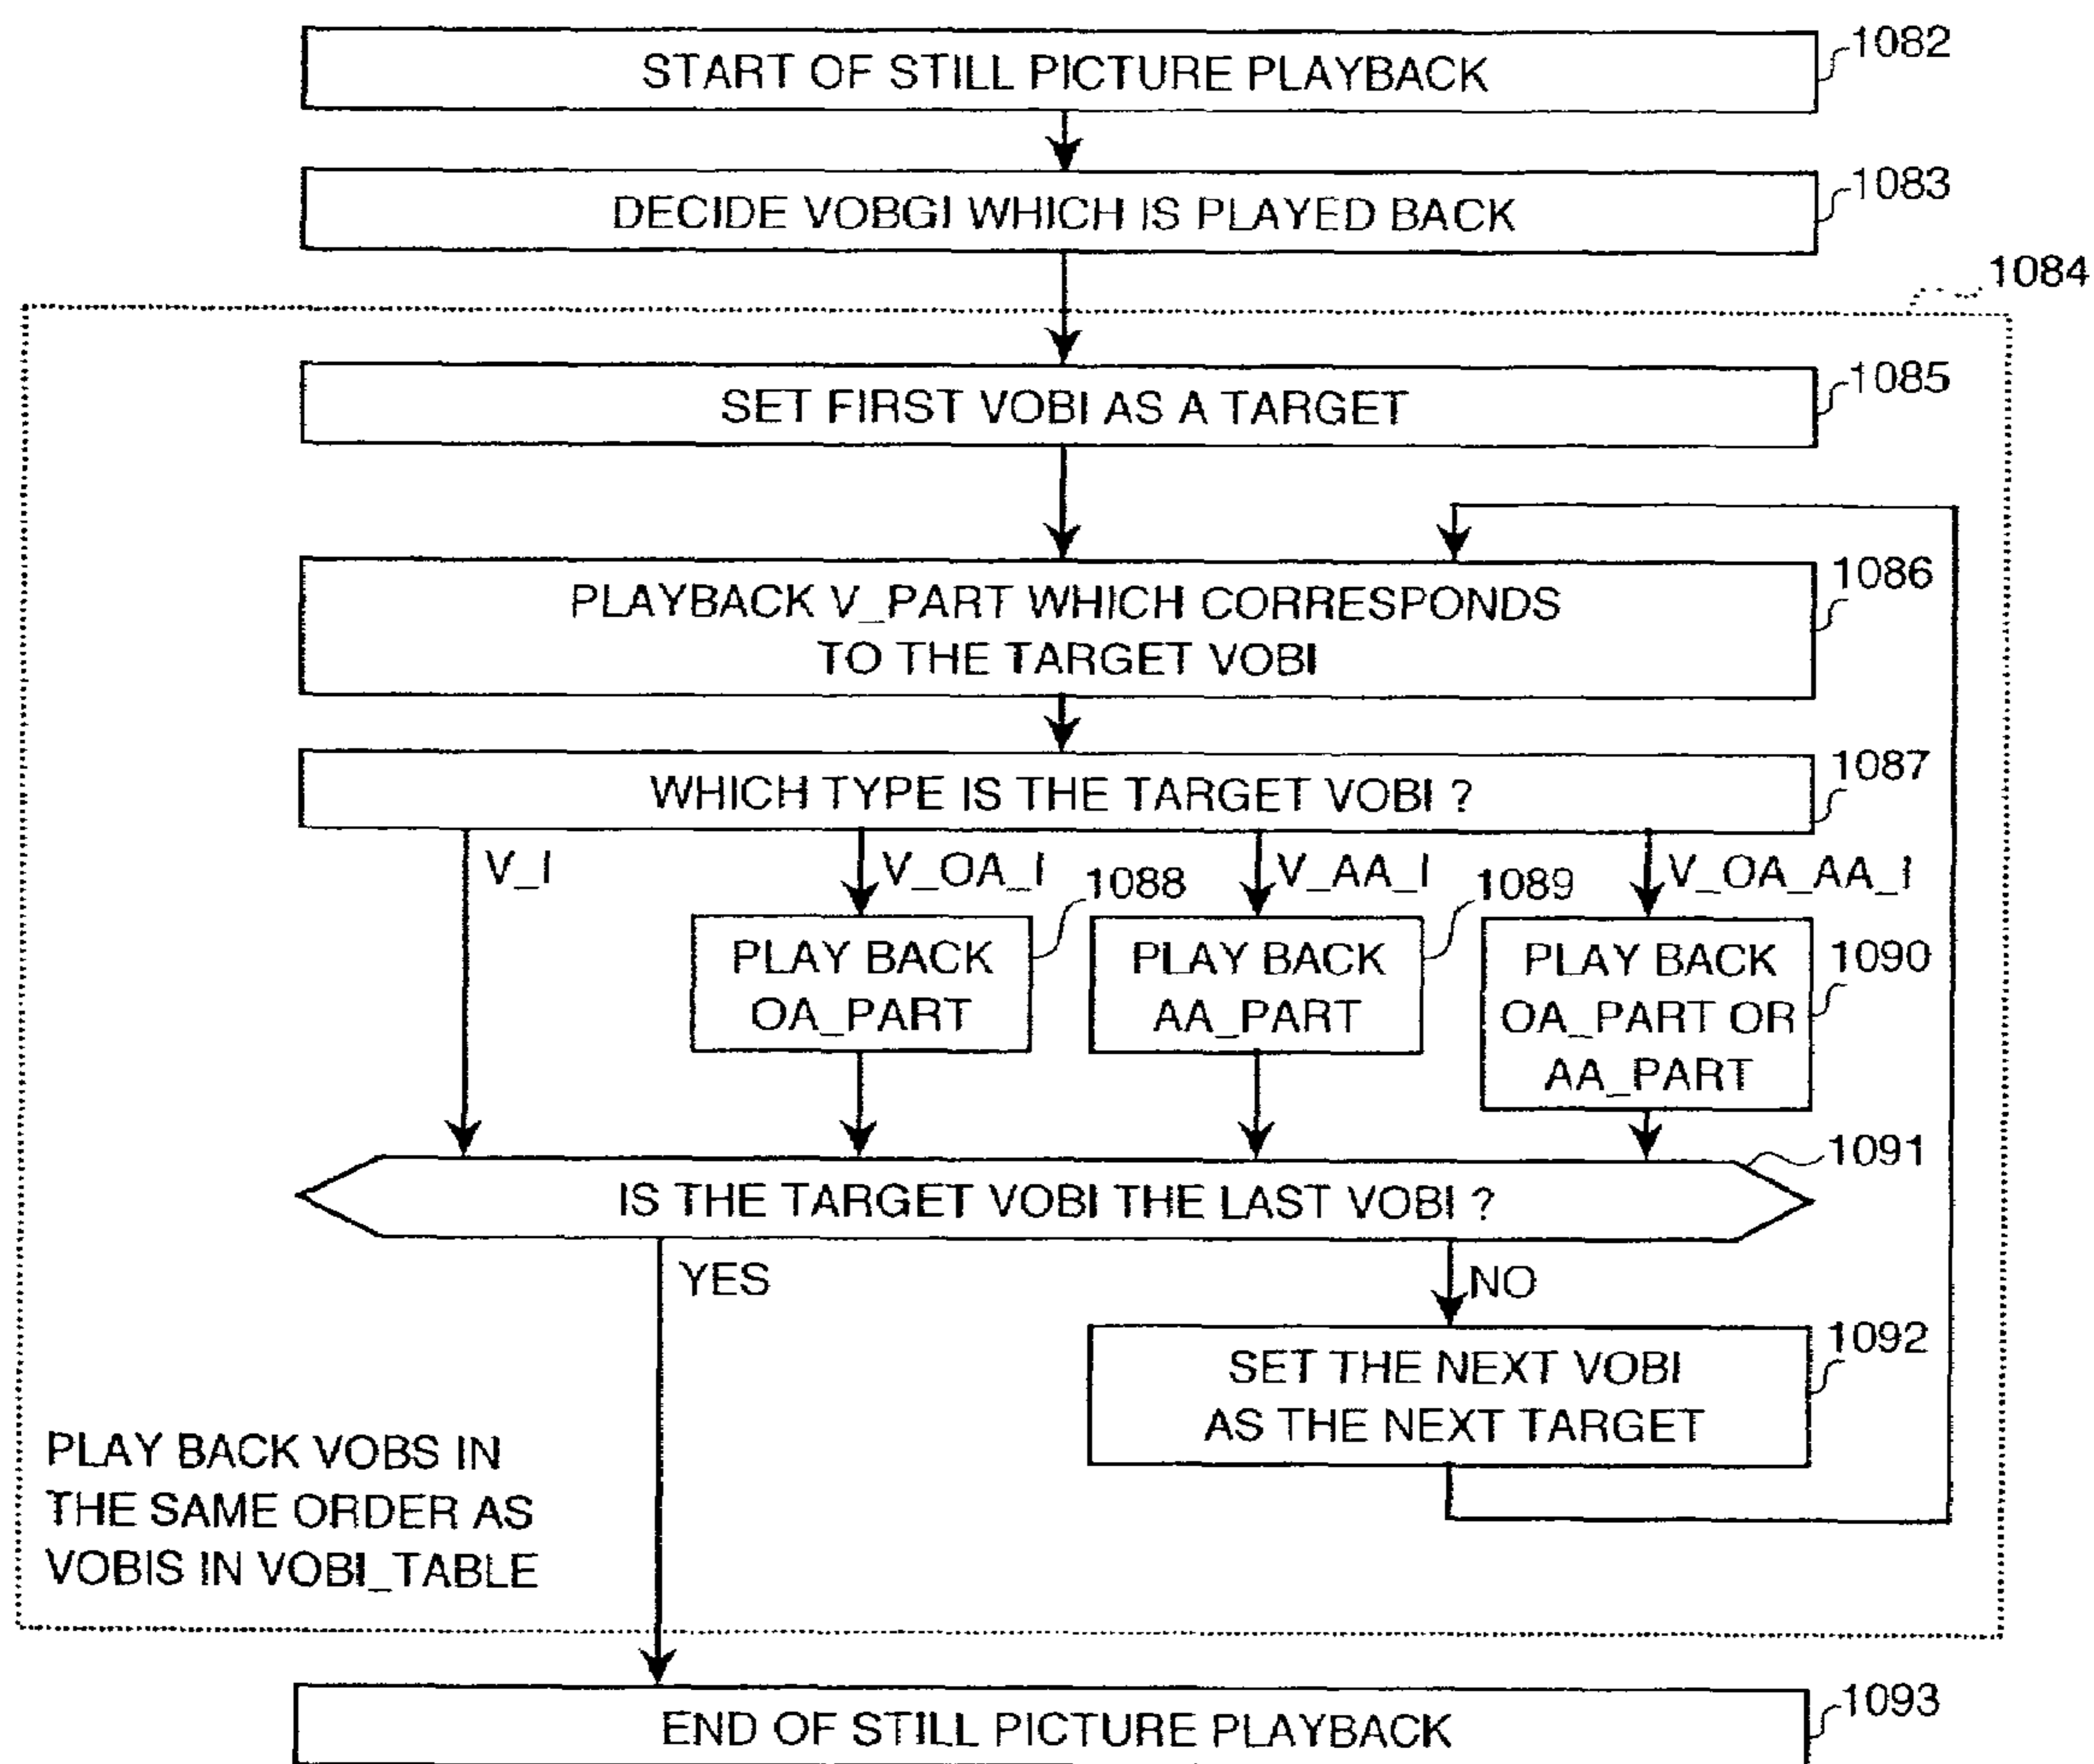 START OF STILL PICTURE PLAYBACK
1082
DECIDE VOBGI WHICH IS PLAYED BACK
1083
1084
SET FIRST VOBI AS A TARGET
1085
PLAYBACK V_PART WHICH CORRESPONDS
TO THE TARGET VOBI
1086
WHICH TYPE IS THE TARGET VOBI ?
1087
V_I
V_OA_I
1088
V_AA_I
1089
V_OA_AA_I
PLAY BACK
OA_PART
PLAY BACK
AA_PART
PLAY BACK
OA_PART OR
AA_PART
1090
IS THE TARGET VOBI THE LAST VOBI ?
1091
YES
NO
SET THE NEXT VOBI
AS THE NEXT TARGET
1092
PLAY BACK VOBS IN
THE SAME ORDER AS
VOBIS IN VOBI_TABLE
END OF STILL PICTURE PLAYBACK
1093